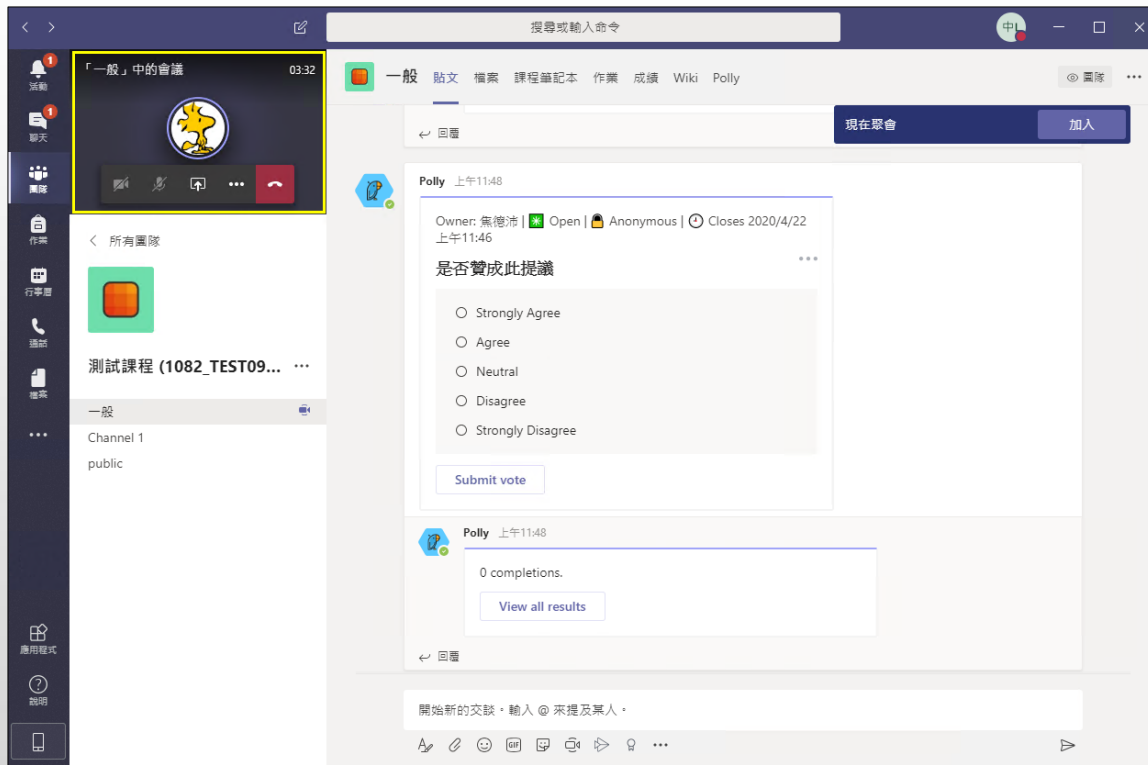 搜尋或輸入命令
中L
1
活動
1
聊天
團隊
作業
行事曆
通話
檔案
應用程式
說明
「一般」中的會議 03:32
所有團隊
測試課程 (1082_TEST09... ...
一般
Channel 1
public
一般 貼文 檔案 課程筆記本 作業 成績 Wiki Polly 團隊
現在聚會 加入
回覆
Polly 上午11:48
Owner: 焦德沛 | Open | Anonymous | Closes 2020/4/22
上午11:46
是否贊成此提議
Strongly Agree
Agree
Neutral
Disagree
Strongly Disagree
Submit vote
Polly 上午11:48
0 completions.
View all results
回覆
開始新的交談。輸入 @ 來提及某人。
GIF